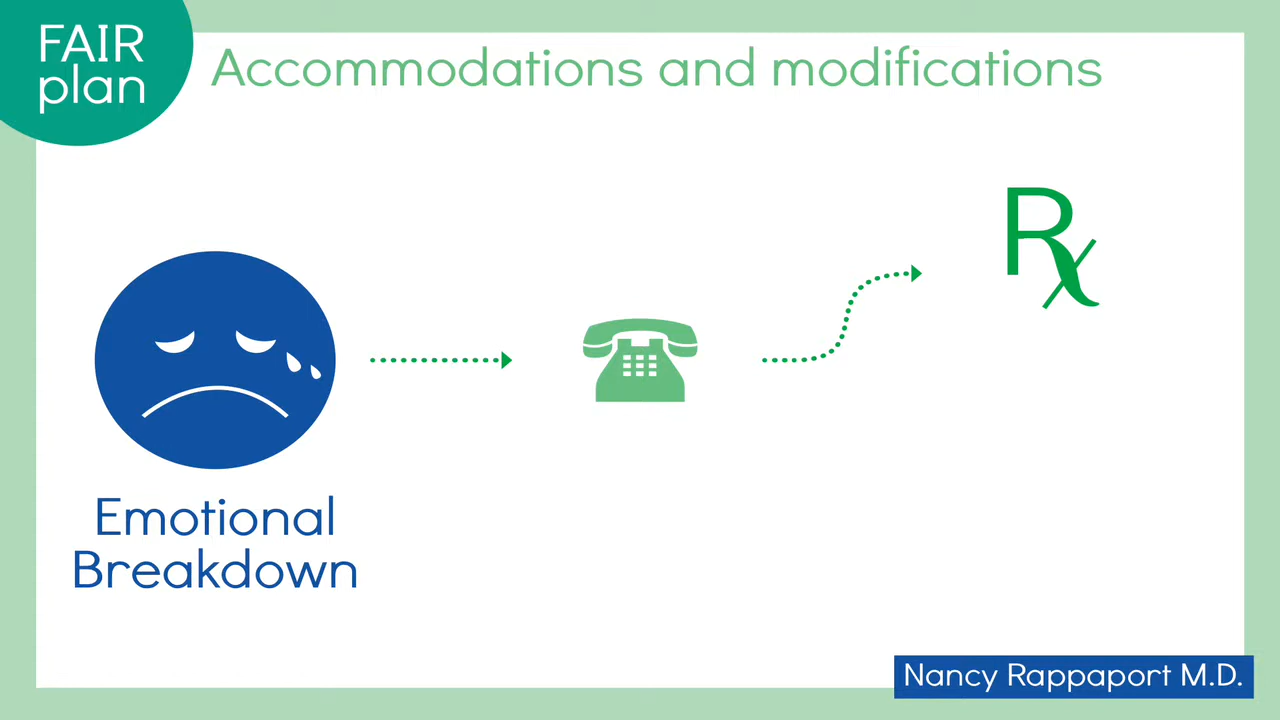 FAIR
plan
Accommodations and modifications
Rx
Emotional
Breakdown
Nancy Rappaport M.D.